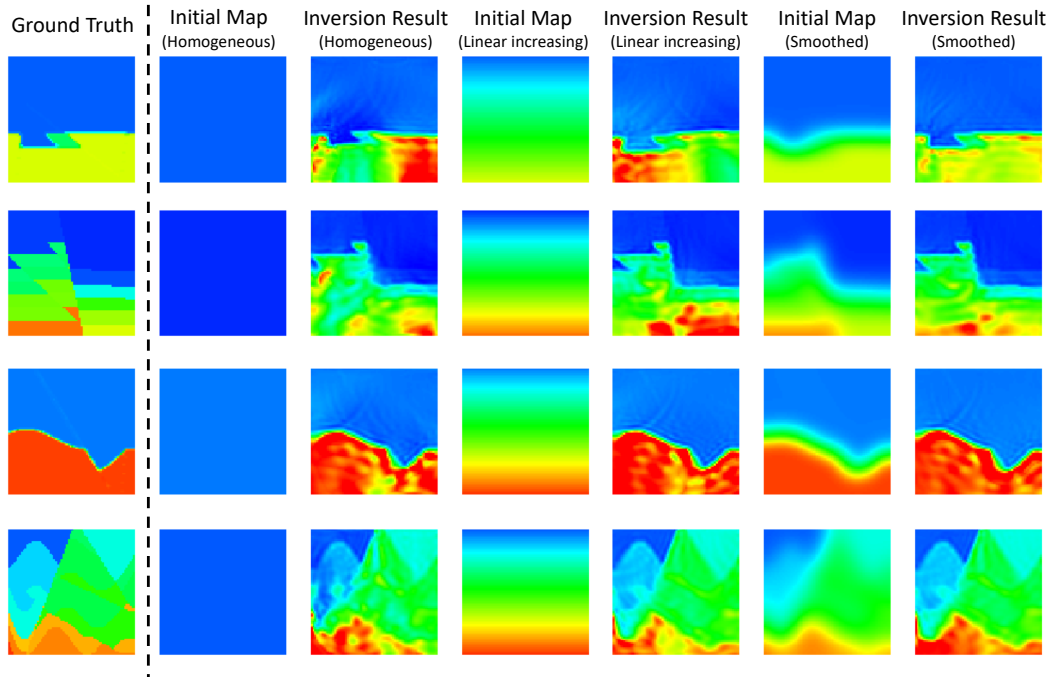 Ground Truth
Initial Map
(Homogeneous)
Inversion Result
(Homogeneous)
Initial Map
(Linear increasing)
Inversion Result
(Linear increasing)
Initial Map
(Smoothed)
Inversion Result
(Smoothed)